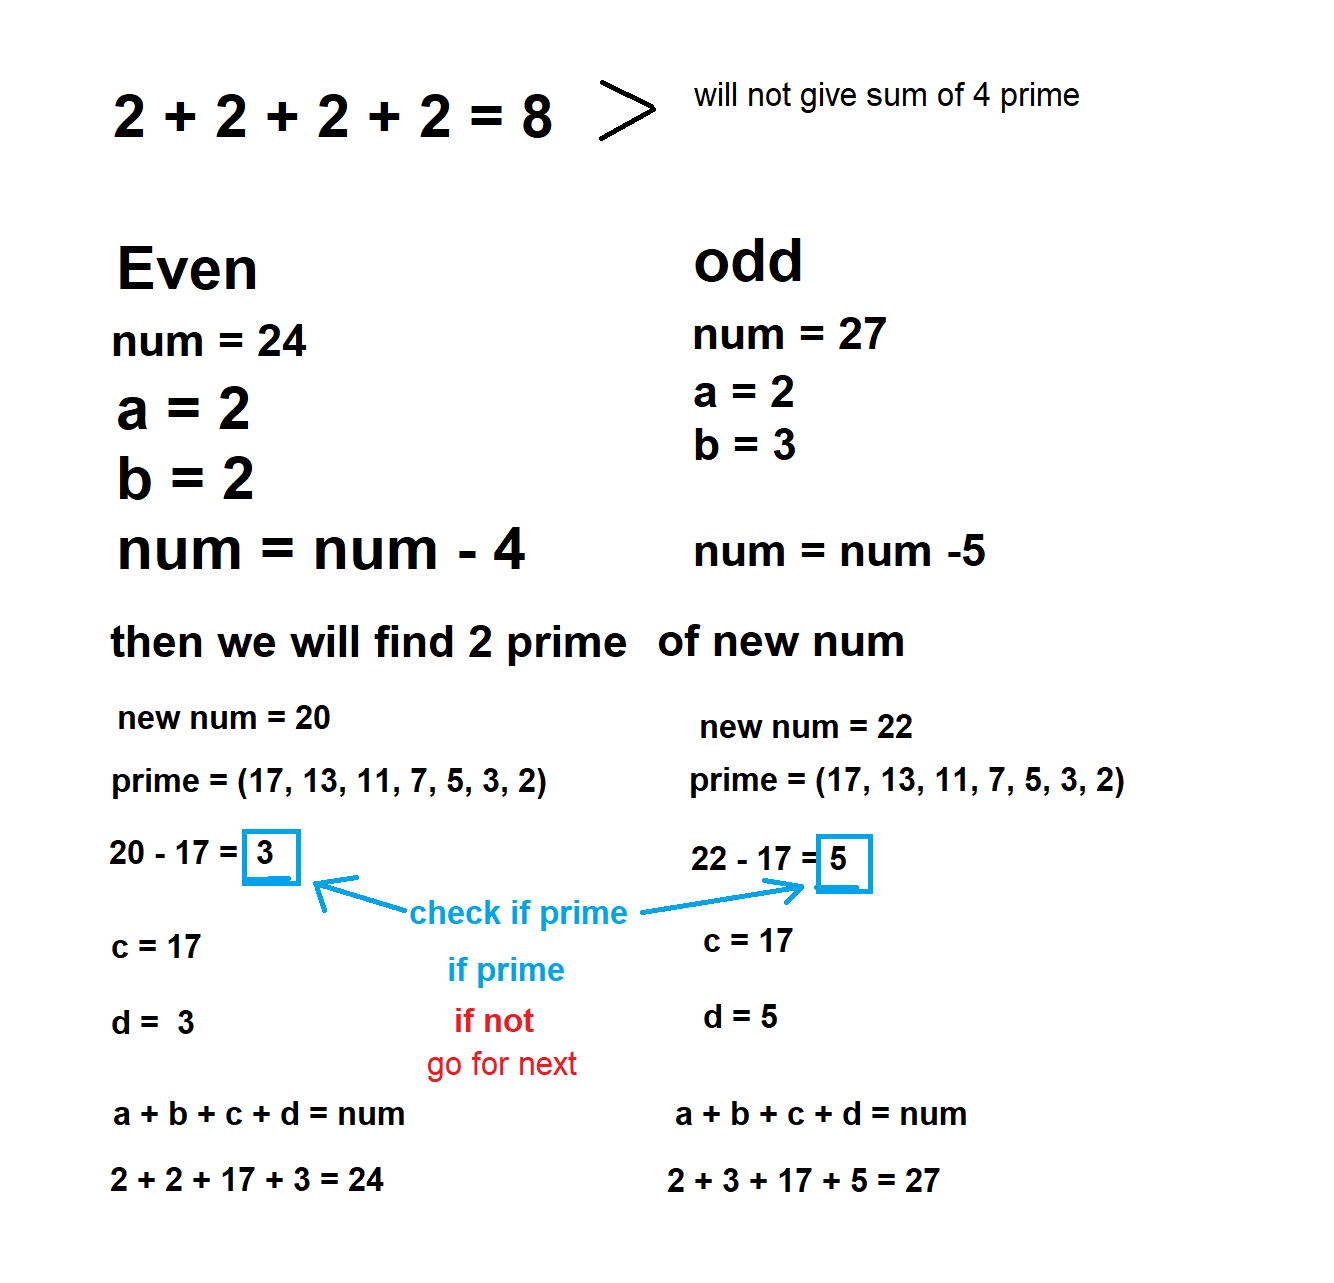 2 + 2 + 2 + 2 = 8 > will not give sum of 4 prime
Even
num = 24
a = 2
b = 2
num = num - 4
odd
num = 27
a = 2
b = 3
num = num -5
then we will find 2 prime of new num
new num = 20
prime = (17, 13, 11, 7, 5, 3, 2)
20 - 17 = 3
c = 17
d = 3
a + b + c + d = num
2 + 2 + 17 + 3 = 24
check if prime
if prime
if not
go for next
new num = 22
prime = (17, 13, 11, 7, 5, 3, 2)
22 - 17 = 5
c = 17
d = 5
a + b + c + d = num
2 + 3 + 17 + 5 = 27